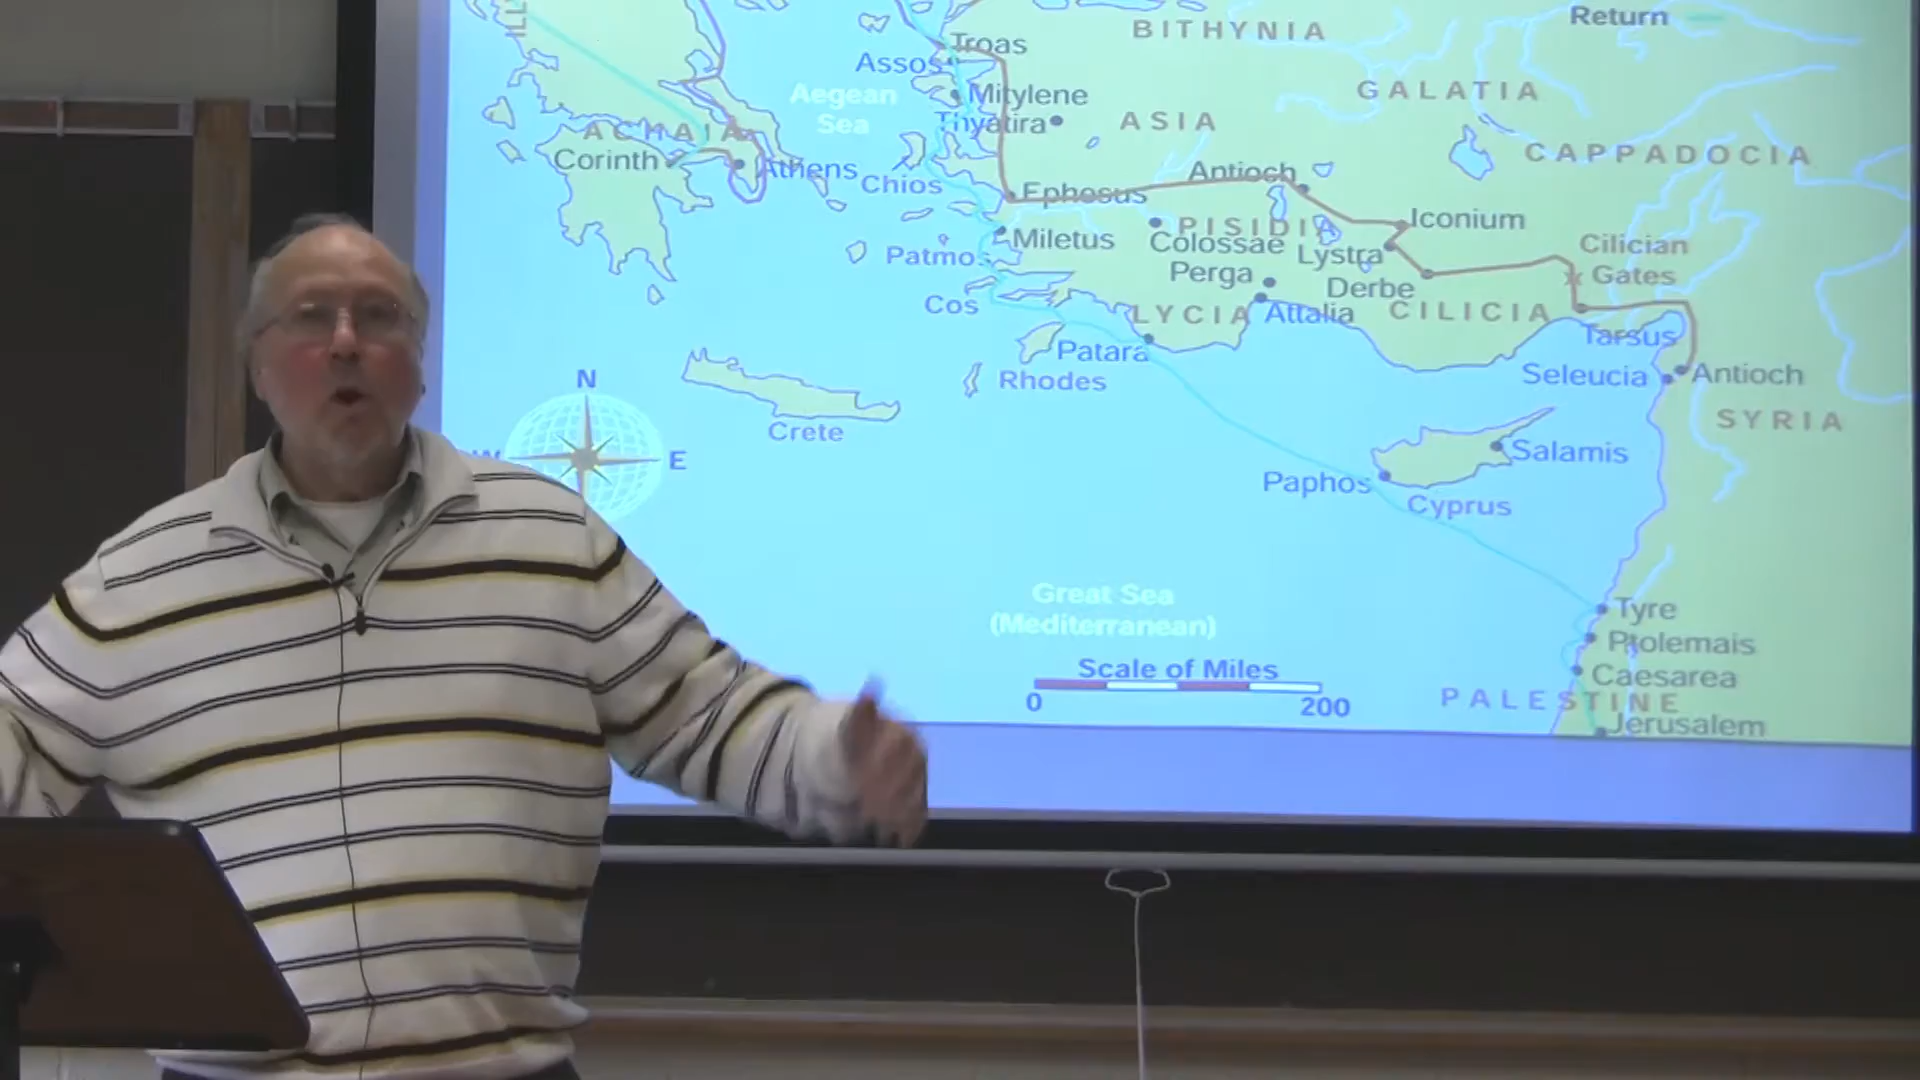 Return
BITHYNIA
Troas
Assos
GALATIA
Aegean
Sea
Mitylene
Thyatira
ASIA
ACHAIA
CAPPADOCIA
Corinth
Athens
Chios
Antioch
Ephesus
Iconium
PISIDIA
Miletus
Colossae
Lystra
Cilician
Gates
Patmos
Perga
Derbe
Cos
LYCIA
Attalia
CILICIA
Tarsus
Patara
Rhodes
Seleucia
Antioch
N
SYRIA
Crete
W
E
Salamis
Paphos
Cyprus
Great Sea
(Mediterranean)
Tyre
Ptolemais
Scale of Miles
Caesarea
0
200
PALESTINE
Jerusalem